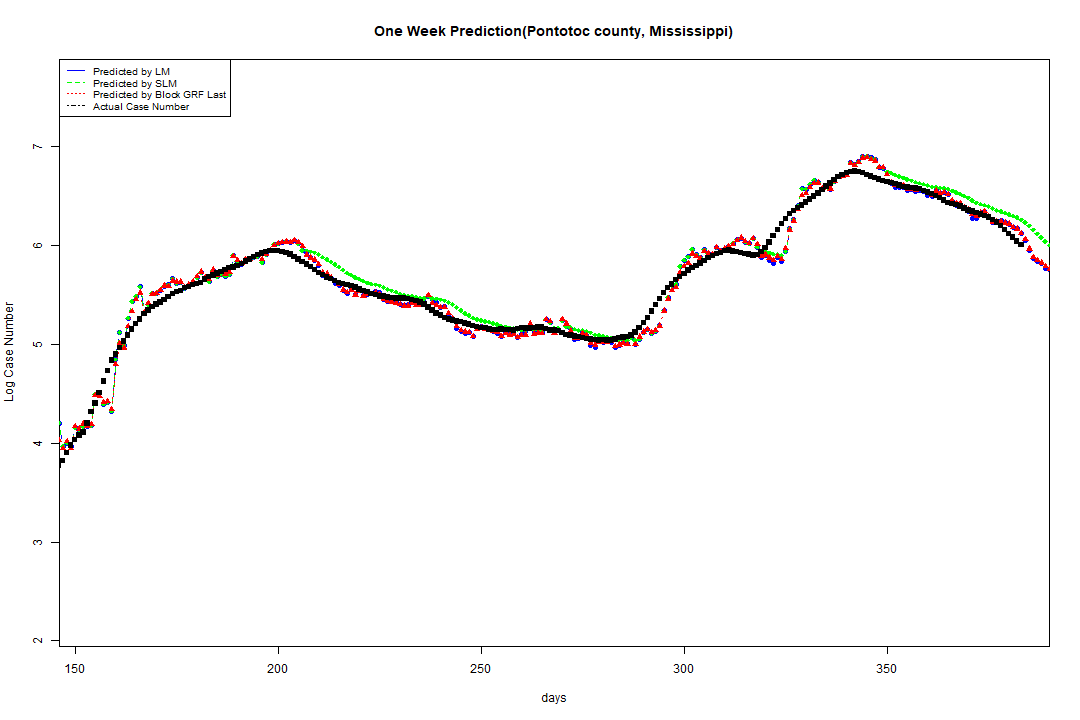 One Week Prediction(Pontotoc county, Mississippi)
Predicted by LM
Predicted by SLM
Predicted by Block GRF Last
Actual Case Number
7
6
5
4
3
2
Log Case Number
150 200 250 300 350
days